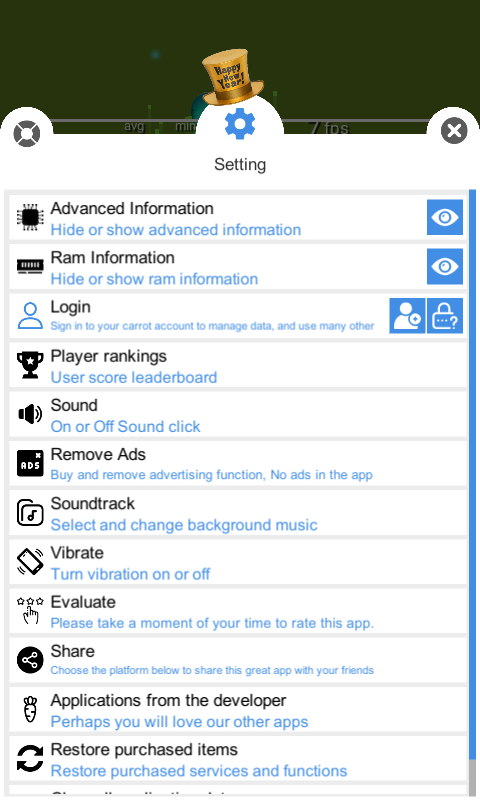 Happy
New
Year!
avg
7 fps
Setting
Advanced Information
Hide or show advanced information
Ram Information
Hide or show ram information
Login
Sign in to your carrot account to manage data, and use many other
Player rankings
User score leaderboard
Sound
On or Off Sound click
ADS
Remove Ads
Buy and remove advertising function, No ads in the app
Soundtrack
Select and change background music
Vibrate
Turn vibration on or off
Evaluate
Please take a moment of your time to rate this app.
Share
Choose the platform below to share this great app with your friends
Applications from the developer
Perhaps you will love our other apps
Restore purchased items
Restore purchased services and functions